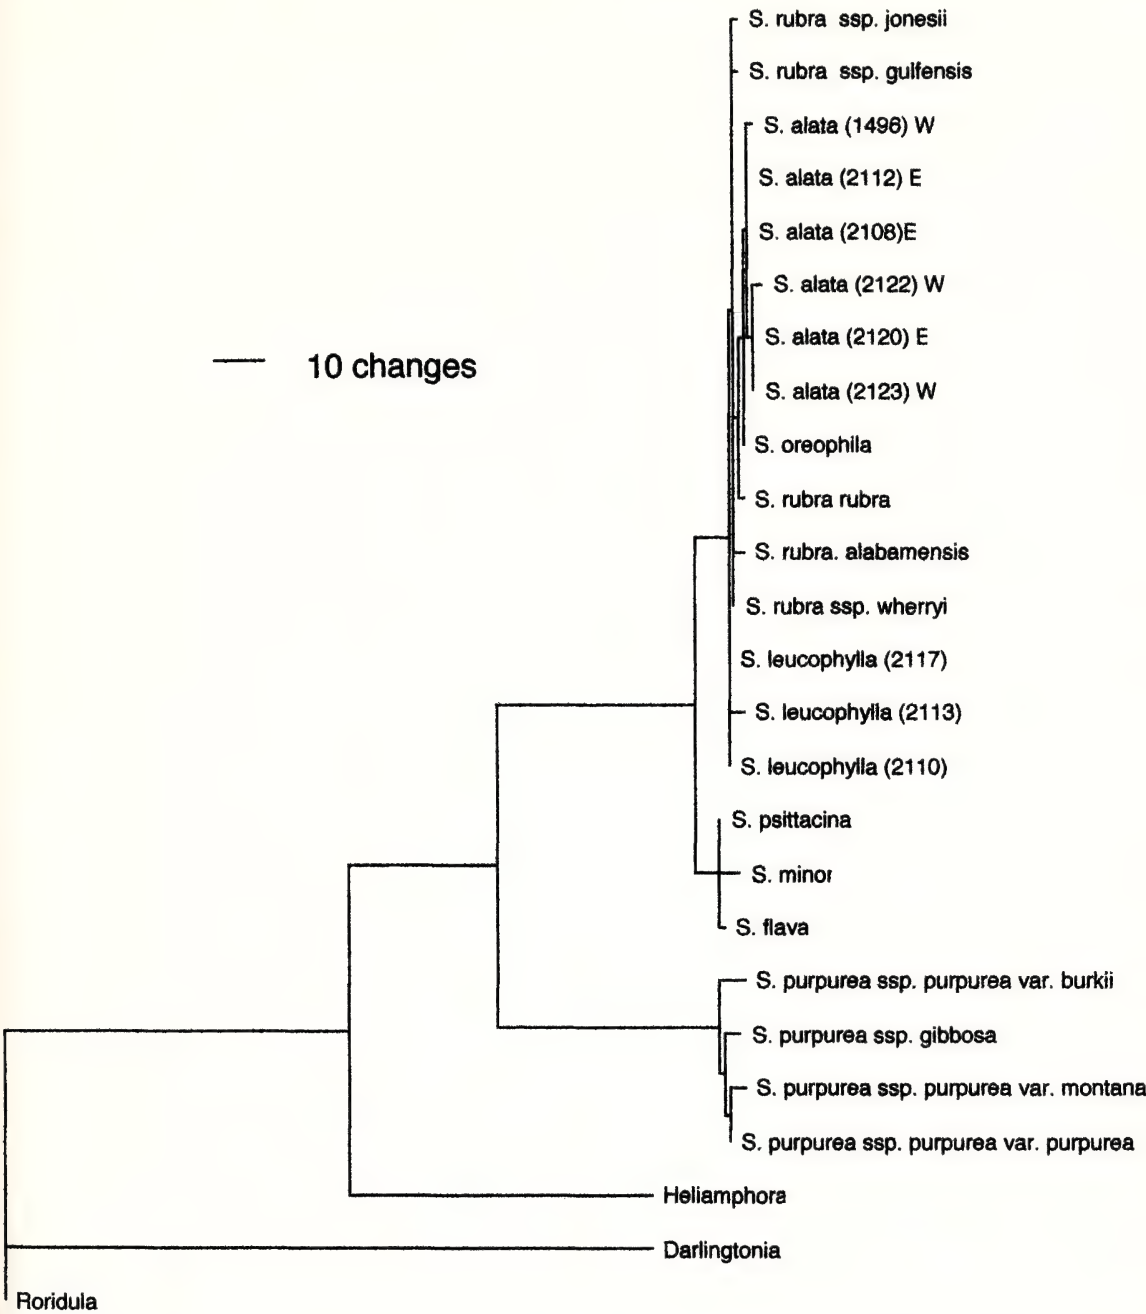 S. rubra ssp. jonesii
S. rubra ssp. gulfensis
S. alata (1496) W
S. alata (2112) E
S. alata (2108)E
S. alata (2122) W
10 changes
S. alata (2120) E
S. alata (2123) W
S. oreophila
S. rubra rubra
S. rubra. alabamensis
S. rubra ssp. wherryi
S. leucophylla (2117)
S. leucophylla (2113)
S. leucophylla (2110)
S. psittacina
S. minor
S. flava
S. purpurea ssp. purpurea var. burkii
S. purpurea ssp. gibbosa
S. purpurea ssp. purpurea var. montana
S. purpurea ssp. purpurea var. purpurea
Heliamphora
Darlingtonia
Roridula